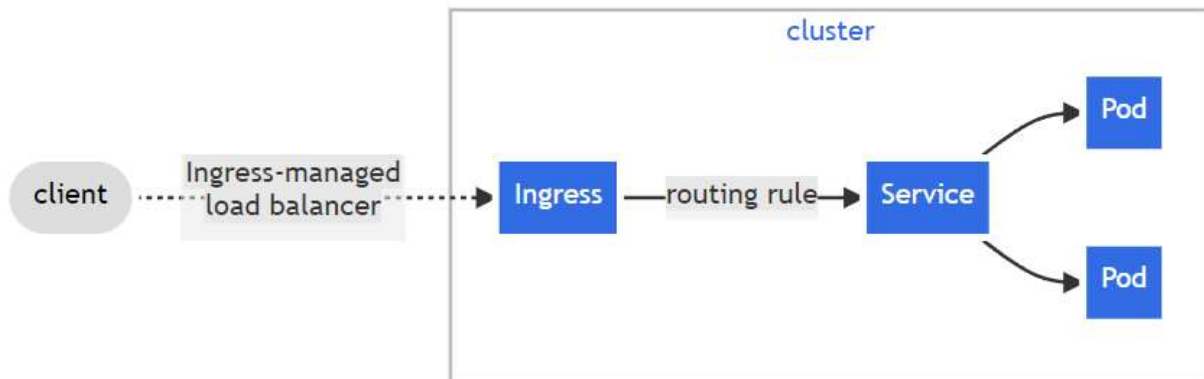 cluster
Pod
client
Ingress-managed
load balancer
Ingress
routing rule
Service
Pod